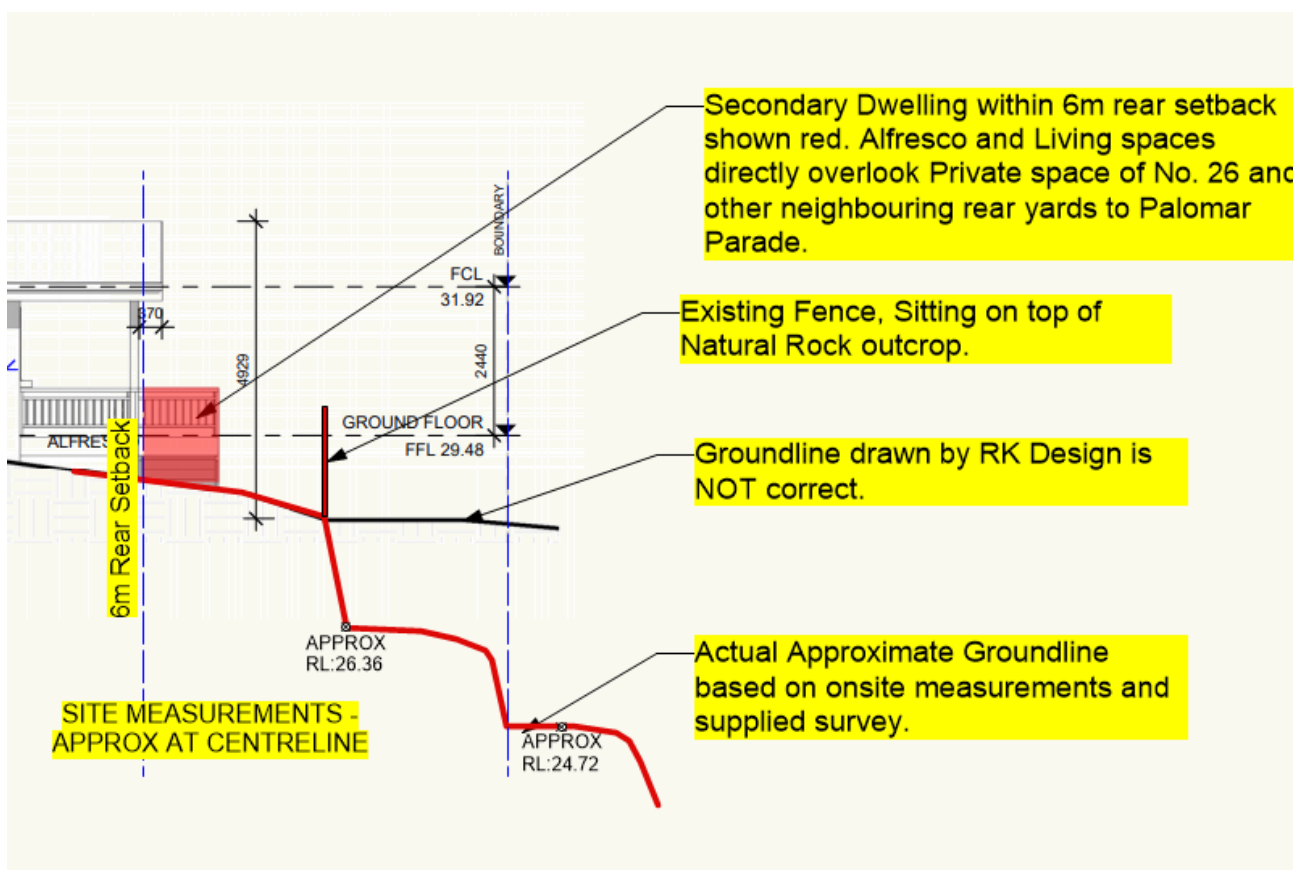 Secondary Dwelling within 6m rear setback
shown red. Alfresco and Living spaces
directly overlook Private space of No. 26 and
other neighbouring rear yards to Palomar
Parade.
BOUNDARY
FCL
31.92
370
4929
2440
Existing Fence, Sitting on top of
Natural Rock outcrop.
GROUND FLOOR
FFL 29.48
ALFRES
6m Rear Setback
Groundline drawn by RK Design is
NOT correct.
APPROX
RL:26.36
Actual Approximate Groundline
based on onsite measurements and
supplied survey.
SITE MEASUREMENTS -
APPROX AT CENTRELINE
APPROX
RL:24.72